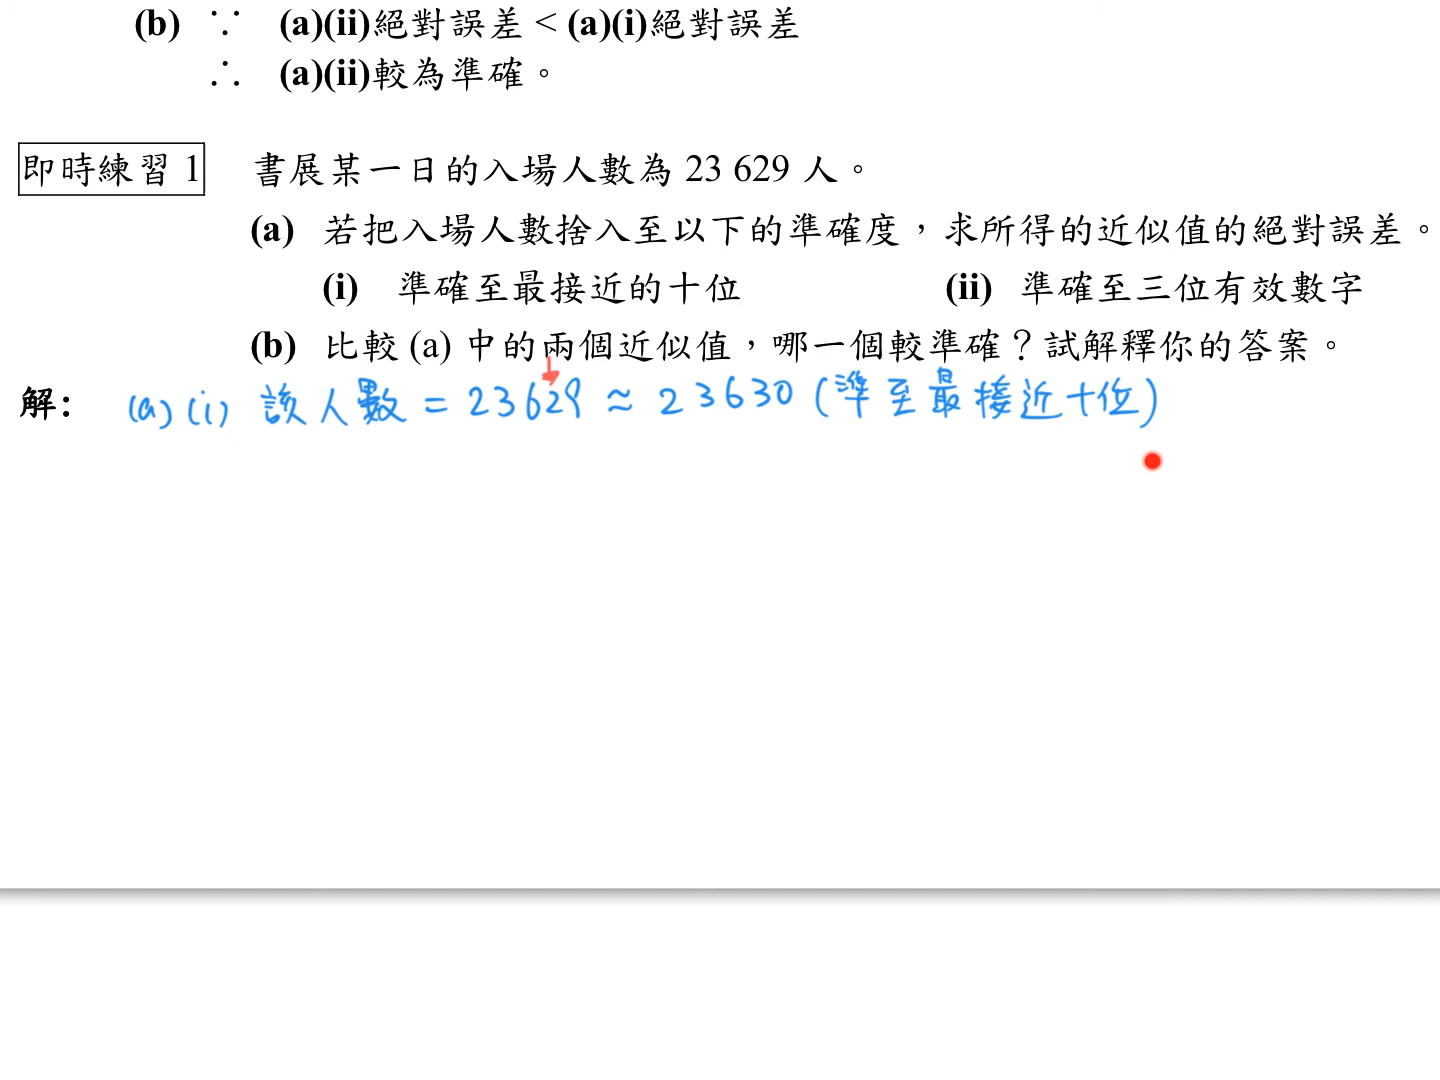 (b) ∵ (a)(ii)絕對誤差 < (a)(i)絕對誤差
∴ (a)(ii)較為準確。
即時練習 1 書展某一日的入場人數為 23 629 人。
(a) 若把入場人數捨入至以下的準確度，求所得的近似值的絕對誤差。
(i) 準確至最接近的十位 (ii) 準確至三位有效數字
(b) 比較 (a) 中的兩個近似值，哪一個較準確？試解釋你的答案。
解: (a) (i) 該人數 = 23629 ≈ 23630 (準至最接近十位)